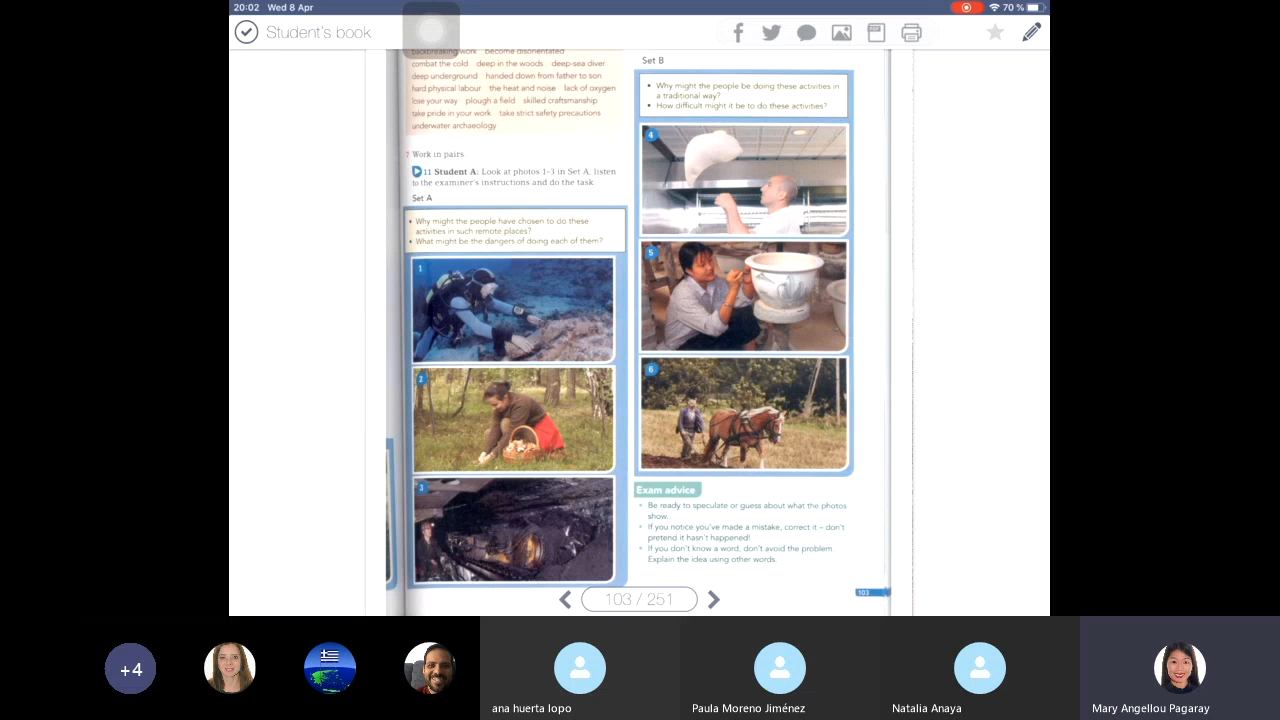 20:02 Wed 8 Apr
70 %
Student's book
backbreaking work become disorientated
combat the cold deep in the woods deep-sea diver
deep underground handed down from father to son
hard physical labour the heat and noise lack of oxygen
lose your way plough a field skilled craftsmanship
take pride in your work take strict safety precautions
underwater archaeology
7 Work in pairs.
11 Student A: Look at photos 1–3 in Set A, listen
to the examiner's instructions and do the task.
Set A
• Why might the people have chosen to do these
activities in such remote places?
• What might be the dangers of doing each of them?
1
2
3
Set B
• Why might the people be doing these activities in
a traditional way?
• How difficult might it be to do these activities?
4
5
6
Exam advice
• Be ready to speculate or guess about what the photos
show.
• If you notice you've made a mistake, correct it – don't
pretend it hasn't happened!
• If you don't know a word, don't avoid the problem.
Explain the idea using other words.
103
103 / 251
+4
ana huerta lopo
Paula Moreno Jiménez
Natalia Anaya
Mary Angellou Pagaray